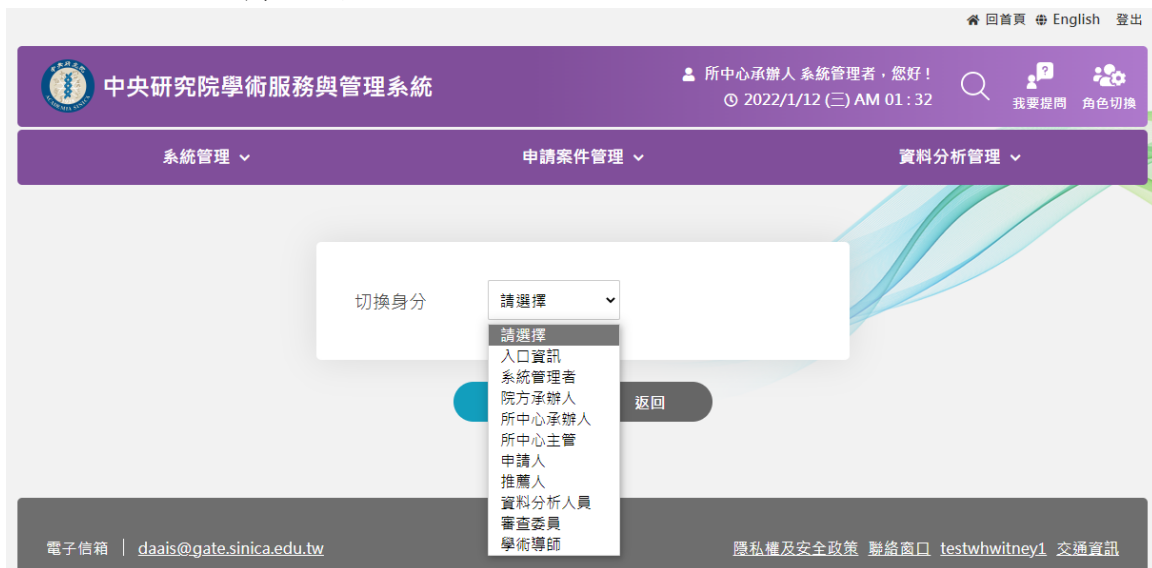 回首頁 English 登出
中央研究院學術服務與管理系統
所中心承辦人 系統管理者，您好！
2022/1/12 (三) AM 01 : 32
我要提問 角色切換
系統管理 申請案件管理 資料分析管理
切換身分 請選擇
請選擇
入口資訊
系統管理者
院方承辦人
所中心承辦人
所中心主管
申請人
推薦人
資料分析人員
審查委員
學術導師
返回
電子信箱 | daais@gate.sinica.edu.tw
隱私權及安全政策 聯絡窗口 testwhwitney1 交通資訊